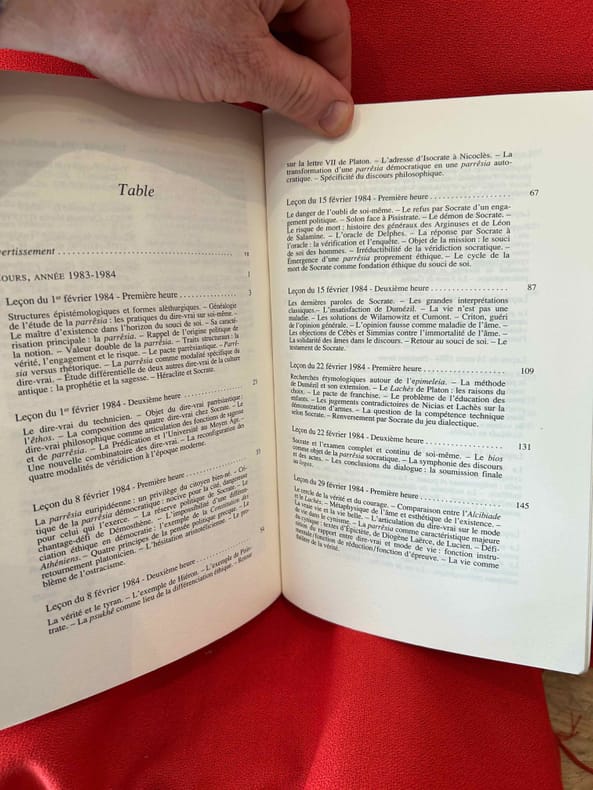 Table
ertissement
OURS, ANNÉE 1983-1984 1
Leçon du 1er février 1984 - Première heure 3
Structures épistémologiques et formes aléthurgiques. – Généalogie
de l'étude de la parrêsia : les pratiques du dire-vrai sur soi-même. –
Le maître d'existence dans l'horizon du souci de soi. – Sa caracté-
risation principale : la parrêsia. – Rappel de l'origine politique de
la notion. – Valeur double de la parrêsia. – Traits structuraux : la
vérité, l'engagement et le risque. – Le pacte parrèsiastique. – Parrê-
sia versus rhétorique. – La parrêsia comme modalité spécifique du
dire-vrai. – Étude différentielle de deux autres dire-vrai de la culture
antique : la prophétie et la sagesse. – Héraclite et Socrate.
Leçon du 1er février 1984 - Deuxième heure 23
Le dire-vrai du technicien. – Objet du dire-vrai parrèsiastique :
l'êthos. – La composition des quatre dires-vrai chez Socrate. – Le
dire-vrai philosophique comme articulation des fonctions de sagesse
et de parrêsia. – La Prédication et l'Université au Moyen Âge. –
Une nouvelle combinatoire des dires-vrai. – La reconfiguration des
quatre modalités de véridiction à l'époque moderne.
Leçon du 8 février 1984 - Première heure
La parrêsia euripidéenne : un privilège du citoyen bien né. – Cri-
tique de la parrêsia démocratique : nocive pour la cité, dangereuse
pour celui qui l'exerce. – La réserve politique de Socrate. – Le
chantage-défi de Démosthène. – L'impossibilité d'une différen-
ciation éthique en démocratie : l'exemple de la Constitution des
Athéniens. – Quatre principes de la pensée politique grecque. – Le
retournement platonicien. – L'hésitation aristotélicienne. – Le pro-
blème de l'ostracisme.
Leçon du 8 février 1984 - Deuxième heure
La vérité et le tyran. – L'exemple de Hiéron. – L'exemple de Pisis-
trate. – La psukhê comme lieu de la différenciation éthique. – Retour
sur la lettre VII de Platon. – L'adresse d'Isocrate à Nicoclès. – La
transformation d'une parrêsia démocratique en une parrêsia auto-
cratique. – Spécificité du discours philosophique.
Leçon du 15 février 1984 - Première heure 67
Le danger de l'oubli de soi-même. – Le refus par Socrate d'un en-
gagement politique. – Solon face à Pisistrate. – Le démon de Socrate. –
Le risque de mort : histoire des généraux des Arginuses et de Léon
de Salamine. – L'oracle de Delphes. – La réponse par Socrate à
l'oracle : la vérification et l'enquête. – Objet de la mission : le souci
de soi des hommes. – Irréductibilité de la véridiction socratique. –
Émergence d'une parrêsia proprement éthique. – Le cycle de la
mort de Socrate comme fondation éthique du souci de soi.
Leçon du 15 février 1984 - Deuxième heure 87
Les dernières paroles de Socrate. – Les grandes interprétations
classiques. – L'insatisfaction de Dumézil. – La vie n'est pas une
maladie. – Les solutions de Wilamowitz et Cumont. – Criton, guéri
de l'opinion générale. – L'opinion fausse comme maladie de l'âme. –
Les objections de Cébès et Simmias contre l'immortalité de l'âme. –
La solidarité des âmes dans le discours. – Retour au souci de soi. – Le
testament de Socrate.
Leçon du 22 février 1984 - Première heure 109
Recherches étymologiques autour de l'epimeleia. – La méthode
de Dumézil et son extension. – Le Lachès de Platon : les raisons du
choix. – Le pacte de franchise. – Le problème de l'éducation des
enfants. – Les jugements contradictoires de Nicias et Lachès sur la
démonstration d'armes. – La question de la compétence technique
selon Socrate. – Renversement par Socrate du jeu dialectique.
Leçon du 22 février 1984 - Deuxième heure 131
Socrate et l'examen complet et continu de soi-même. – Le bios
comme objet de la parrêsia socratique. – La symphonie des discours
et des actes. – Les conclusions du dialogue : la soumission finale
au logos.
Leçon du 29 février 1984 - Première heure 145
Le cercle de la vérité et du courage. – Comparaison entre l'Alcibiade
et le Lachès. – Métaphysique de l'âme et esthétique de l'existence. –
La vraie vie et la vie belle. – L'articulation du dire-vrai sur le mode
de vie dans le cynisme. – La parrêsia comme caractéristique majeure
du cynique : textes d'Épictète, de Diogène Laërce, de Lucien. – Défi-
nition du rapport entre dire-vrai et mode de vie : fonction instru-
mentale/fonction de réduction/fonction d'épreuve. – La vie comme
théâtre de la vérité.